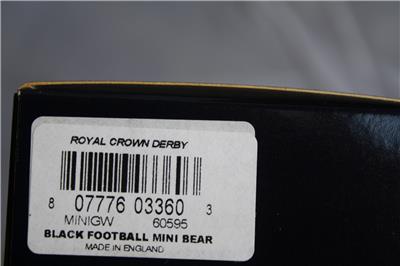 ROYAL CROWN DERBY
8 07776 03360 3
MINIGW 60595
BLACK FOOTBALL MINI BEAR
MADE IN ENGLAND